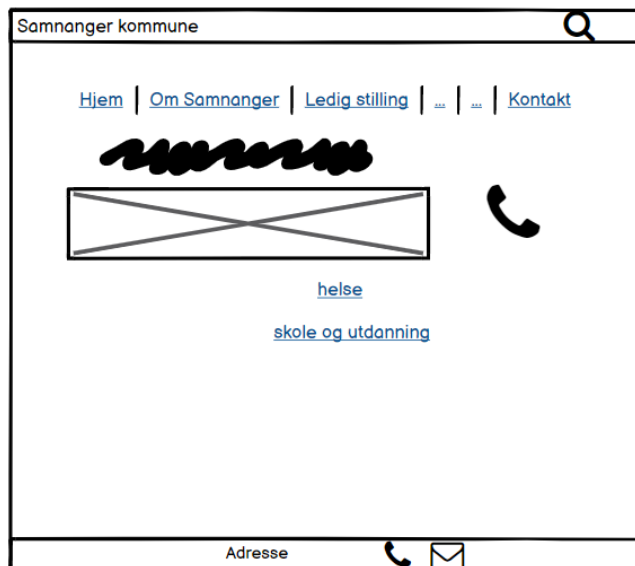 Samnanger kommune
Hjem | Om Samnanger | Ledig stilling | ... | ... | Kontakt
helse
skole og utdanning
Adresse